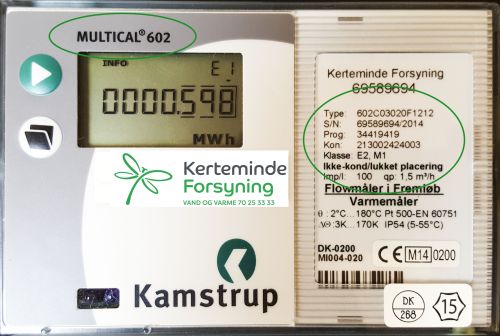 MULTICAL® 602
INFO
E1
0000.598
MWh
Kerteminde
Forsyning
VAND OG VARME 70 25 33 33
Kamstrup
Kerteminde Forsyning
69589694
Type: 602C03020F1212
S/N: 69589694/2014
Prog: 34419419
Kon: 213002424003
Klasse: E2, M1
Ikke-kond/lukket placering
Imp/l: 100 qp: 1,5 m³/h
Flowmåler i Fremløb
Varmemåler
θ : 2°C...180°C Pt 500-EN 60751
Δθ :3K... 170K IP54 (5-55°C)
DK-0200
MI004-020
CE M14 0200
DK
268
15